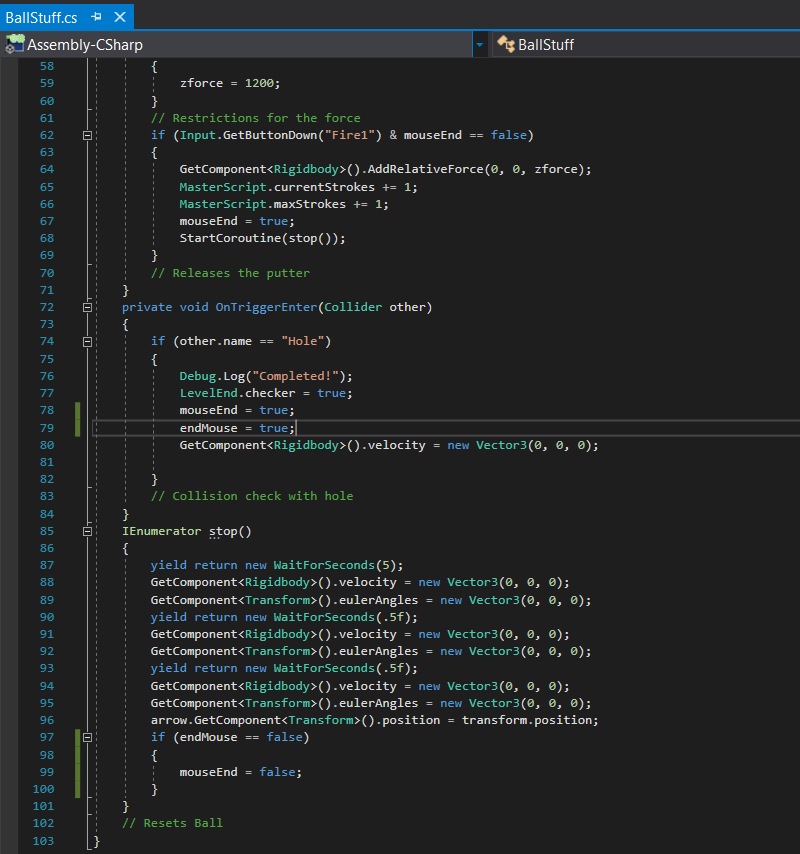 BallStuff.cs
Assembly-CSharp BallStuff
58 {
59 zforce = 1200;
60 }
61 // Restrictions for the force
62 if (Input.GetButtonDown("Fire1") & mouseEnd == false)
63 {
64 GetComponent<Rigidbody>().AddRelativeForce(0, 0, zforce);
65 MasterScript.currentStrokes += 1;
66 MasterScript.maxStrokes += 1;
67 mouseEnd = true;
68 StartCoroutine(stop());
69 }
70 // Releases the putter
71 }
72 private void OnTriggerEnter(Collider other)
73 {
74 if (other.name == "Hole")
75 {
76 Debug.Log("Completed!");
77 LevelEnd.checker = true;
78 mouseEnd = true;
79 endMouse = true;
80 GetComponent<Rigidbody>().velocity = new Vector3(0, 0, 0);
81
82 }
83 // Collision check with hole
84 }
85 IEnumerator stop()
86 {
87 yield return new WaitForSeconds(5);
88 GetComponent<Rigidbody>().velocity = new Vector3(0, 0, 0);
89 GetComponent<Transform>().eulerAngles = new Vector3(0, 0, 0);
90 yield return new WaitForSeconds(.5f);
91 GetComponent<Rigidbody>().velocity = new Vector3(0, 0, 0);
92 GetComponent<Transform>().eulerAngles = new Vector3(0, 0, 0);
93 yield return new WaitForSeconds(.5f);
94 GetComponent<Rigidbody>().velocity = new Vector3(0, 0, 0);
95 GetComponent<Transform>().eulerAngles = new Vector3(0, 0, 0);
96 arrow.GetComponent<Transform>().position = transform.position;
97 if (endMouse == false)
98 {
99 mouseEnd = false;
100 }
101 }
102 // Resets Ball
103 }